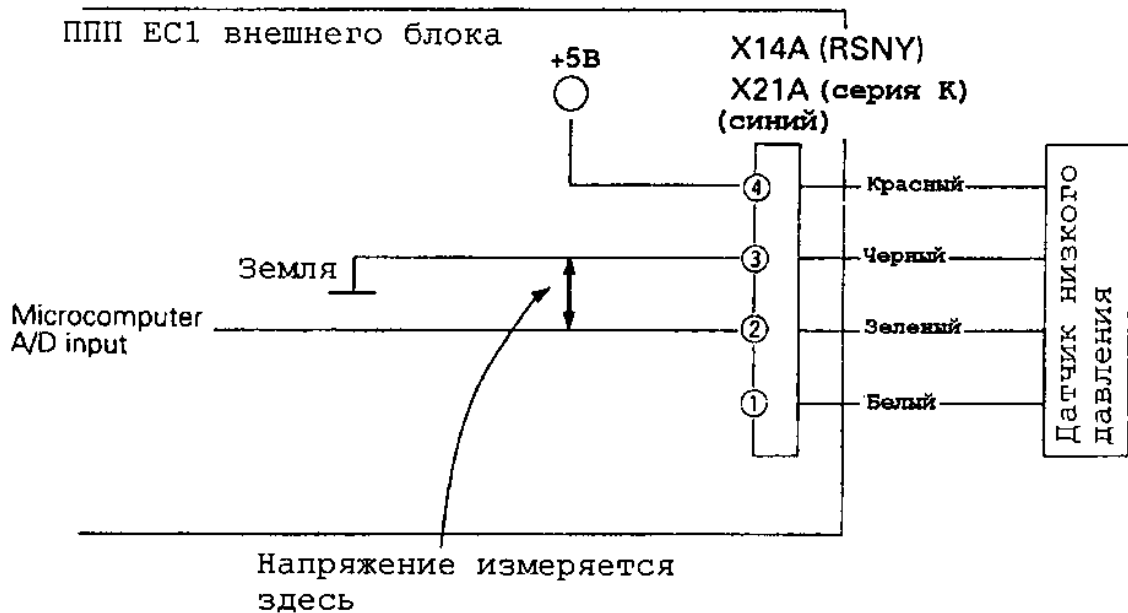 ППП EC1 внешнего блока
+5В
X14A (RSNY)
X21A (серия К)
(синий)
④
Красный
③
Черный
Земля
Microcomputer
A/D input
②
Зеленый
①
Белый
Датчик низкого
давления
Напряжение измеряется
здесь